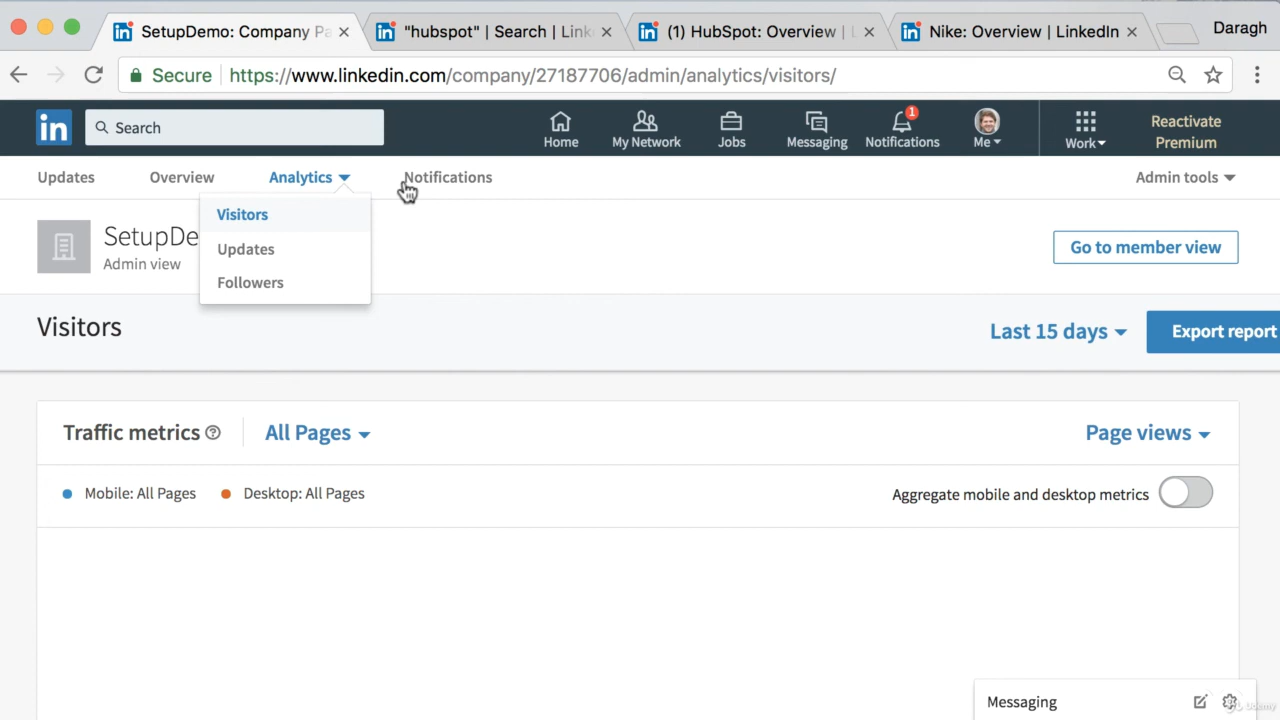 SetupDemo: Company Pa
"hubspot" | Search | Linke
(1) HubSpot: Overview | L
Nike: Overview | LinkedIn
Daragh
Secure
https://www.linkedin.com/company/27187706/admin/analytics/visitors/
in
Search
Home
My Network
Jobs
Messaging
1
Notifications
Me
Work
Reactivate
Premium
Updates
Overview
Analytics
Notifications
Admin tools
Visitors
Updates
Followers
SetupDe
Admin view
Go to member view
Visitors
Last 15 days
Export report
Traffic metrics
All Pages
Page views
Mobile: All Pages
Desktop: All Pages
Aggregate mobile and desktop metrics
Messaging
Udemy